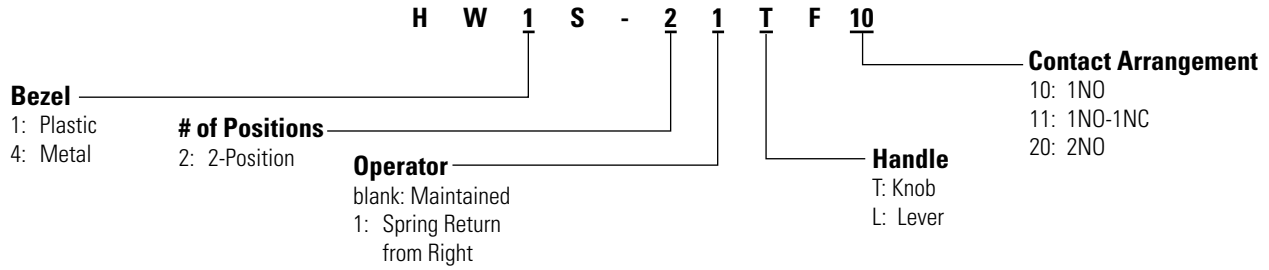 H W 1 S - 2 1 T F 10
Bezel
1: Plastic
4: Metal
# of Positions
2: 2-Position
Operator
blank: Maintained
1: Spring Return
from Right
Handle
T: Knob
L: Lever
Contact Arrangement
10: 1NO
11: 1NO-1NC
20: 2NO